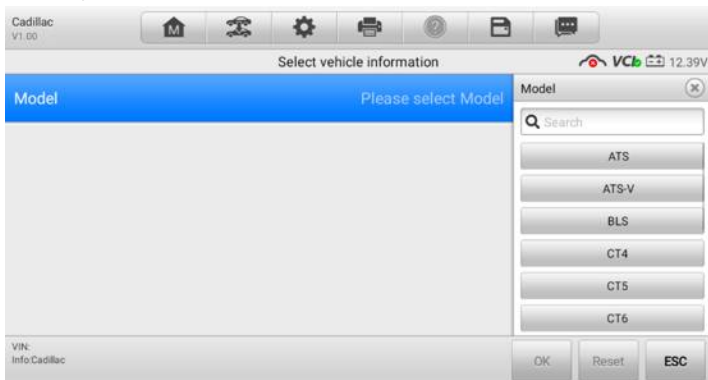 Cadillac
V1.00
M
Select vehicle information
VCI 12.39V
Model Please select Model
Model
Search
ATS
ATS-V
BLS
CT4
CT5
CT6
VIN:
Info:Cadillac
OK Reset ESC